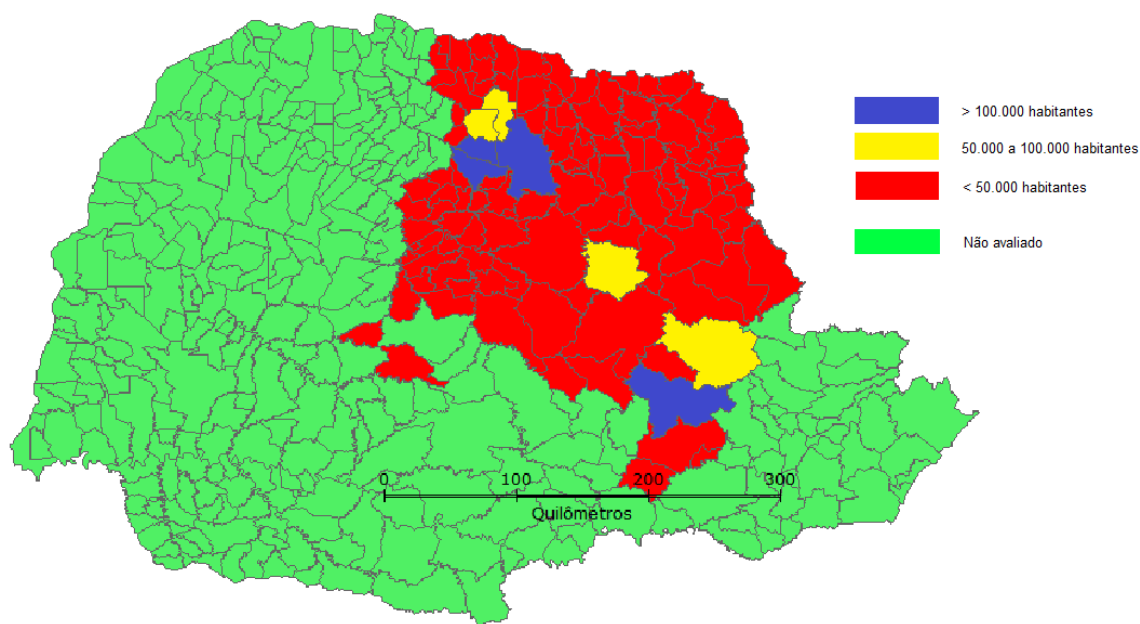 > 100.000 habitantes
50.000 a 100.000 habitantes
< 50.000 habitantes
Não avaliado
0 100 200 300
Quilômetros